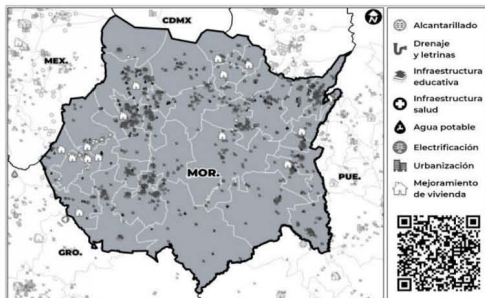 CDMX
MEX.
MOR.
PUE.
GRO.
Alcantarillado
Drenaje
y letrinas
Infraestructura
educativa
Infraestructura
salud
Agua potable
Electrificación
Urbanización
Mejoramiento
de vivienda